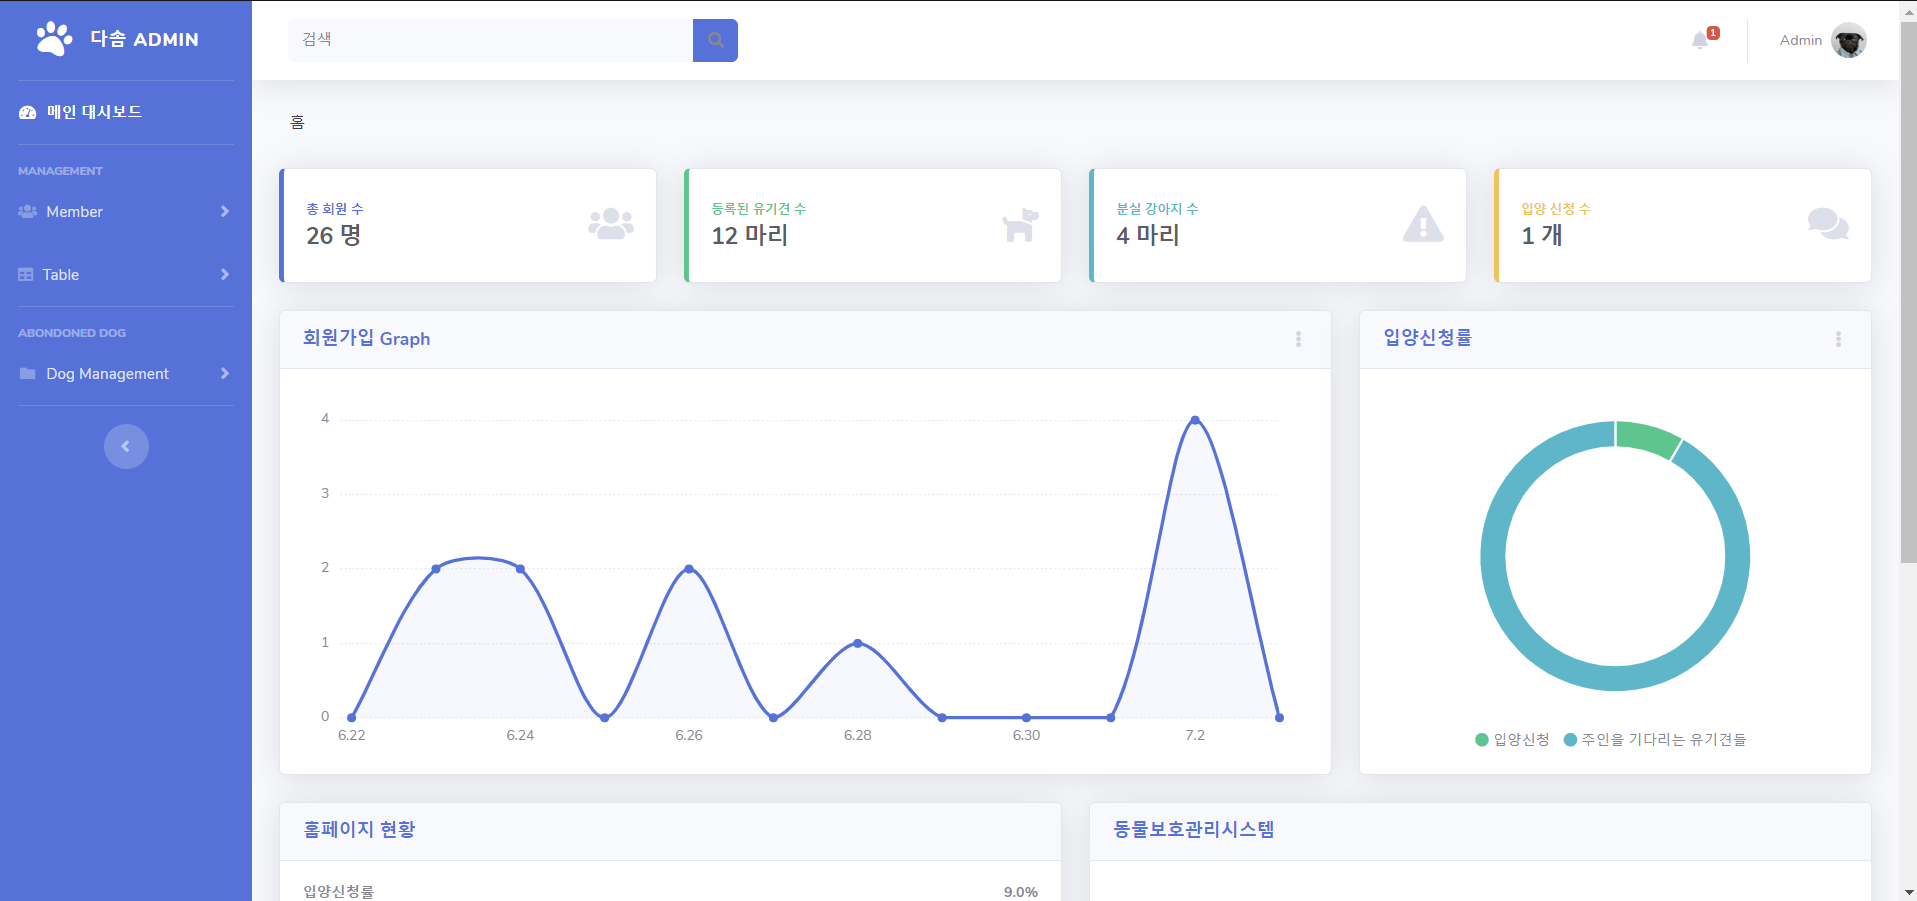 다솜 ADMIN
검색
1
Admin
메인 대시보드
MANAGEMENT
Member
Table
ABONDONED DOG
Dog Management
홈
총 회원 수
26 명
등록된 유기견 수
12 마리
분실 강아지 수
4 마리
입양 신청 수
1 개
회원가입 Graph
4
3
2
1
0
6.22
6.24
6.26
6.28
6.30
7.2
입양신청률
입양신청
주인을 기다리는 유기견들
홈페이지 현황
입양신청률
9.0%
동물보호관리시스템